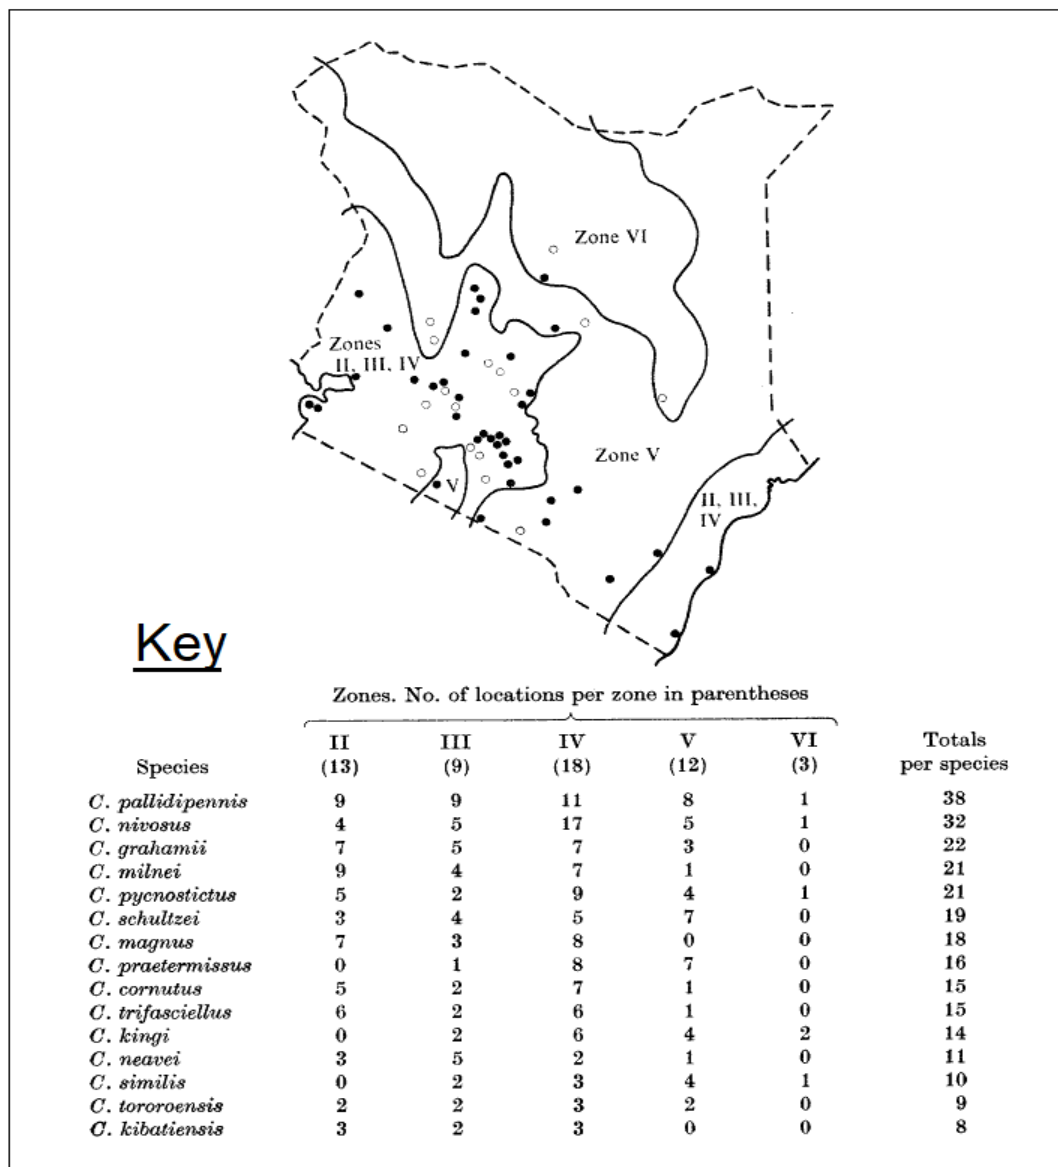 Zone VI
Zones
II, III, IV
Zone V
V
II, III,
IV
Key
Zones. No. of locations per zone in parentheses
II III IV V VI Totals
Species (13) (9) (18) (12) (3) per species
C. pallidipennis 9 9 11 8 1 38
C. nivosus 4 5 17 5 1 32
C. grahamii 7 5 7 3 0 22
C. milnei 9 4 7 1 0 21
C. pycnostictus 5 2 9 4 1 21
C. schultzei 3 4 5 7 0 19
C. magnus 7 3 8 0 0 18
C. praetermissus 0 1 8 7 0 16
C. cornutus 5 2 7 1 0 15
C. trifasciellus 6 2 6 1 0 15
C. kingi 0 2 6 4 2 14
C. neavei 3 5 2 1 0 11
C. similis 0 2 3 4 1 10
C. tororoensis 2 2 3 2 0 9
C. kibatiensis 3 2 3 0 0 8